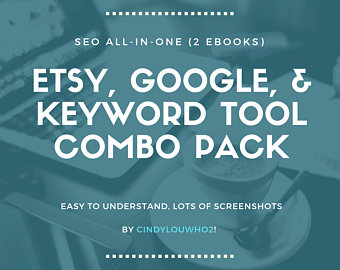 SEO ALL-IN-ONE (2 EBOOKS)
ETSY, GOOGLE, &
KEYWORD TOOL
COMBO PACK
EASY TO UNDERSTAND, LOTS OF SCREENSHOTS
BY CINDYLOUWHO2!